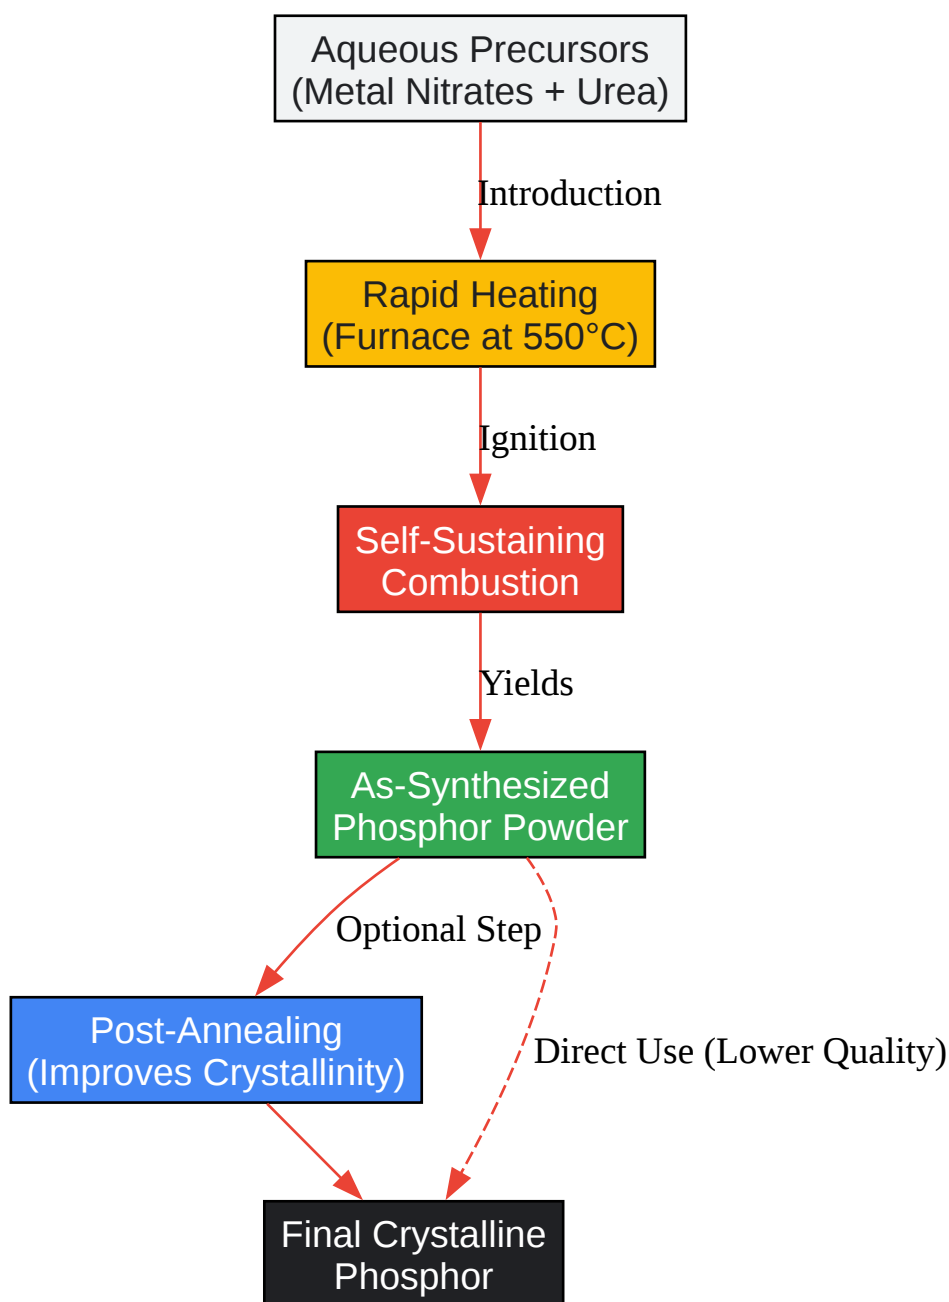 Aqueous Precursors
(Metal Nitrates + Urea)
Introduction
Rapid Heating
(Furnace at 550°C)
Ignition
Self-Sustaining
Combustion
Yields
As-Synthesized
Phosphor Powder
Optional Step
Post-Annealing
(Improves Crystallinity)
Direct Use (Lower Quality)
Final Crystalline
Phosphor